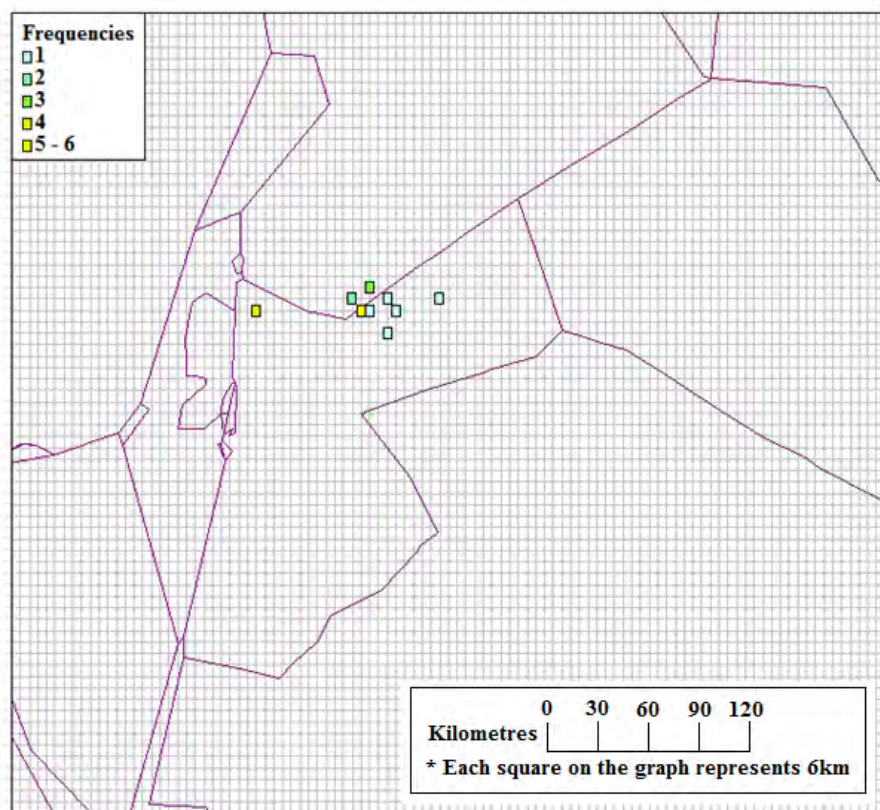 Frequencies
1
2
3
4
5 - 6
0 30 60 90 120
Kilometres
* Each square on the graph represents 6km